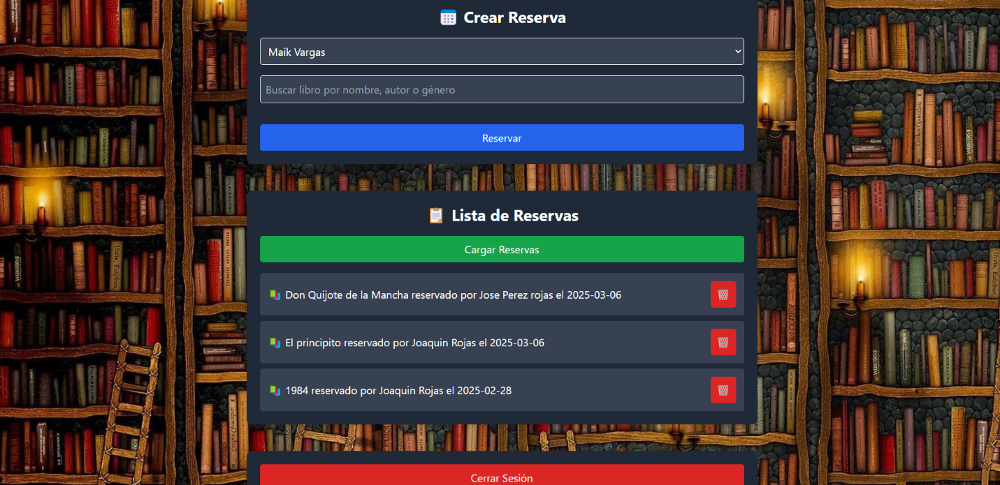 Crear Reserva
Maik Vargas
Buscar libro por nombre, autor o género
Reservar
Lista de Reservas
Cargar Reservas
Don Quijote de la Mancha reservado por Jose Perez rojas el 2025-03-06
El principito reservado por Joaquin Rojas el 2025-03-06
1984 reservado por Joaquin Rojas el 2025-02-28
Cerrar Sesión